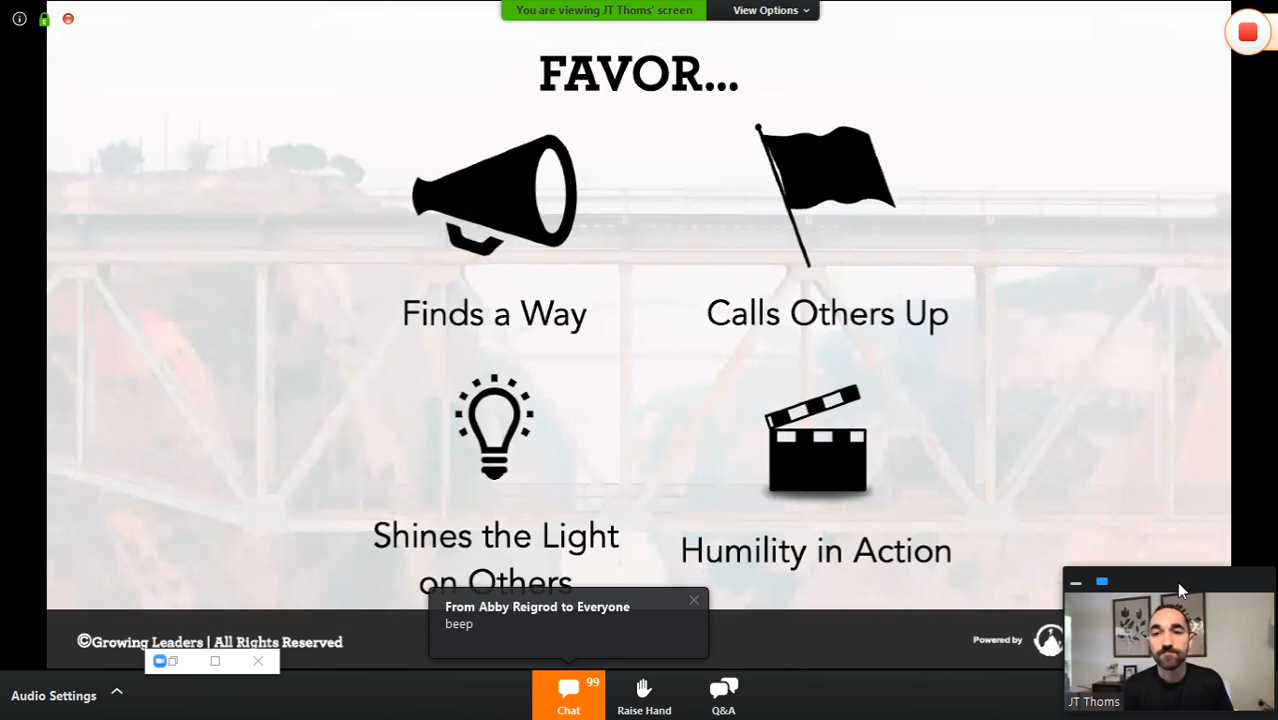 You are viewing JT Thoms' screen
View Options
FAVOR...
Finds a Way
Calls Others Up
Shines the Light
on Others
Humility in Action
From Abby Reigrod to Everyone
beep
©Growing Leaders | All Rights Reserved
Powered by
JT Thoms
Audio Settings
99
Chat
Raise Hand
Q&A